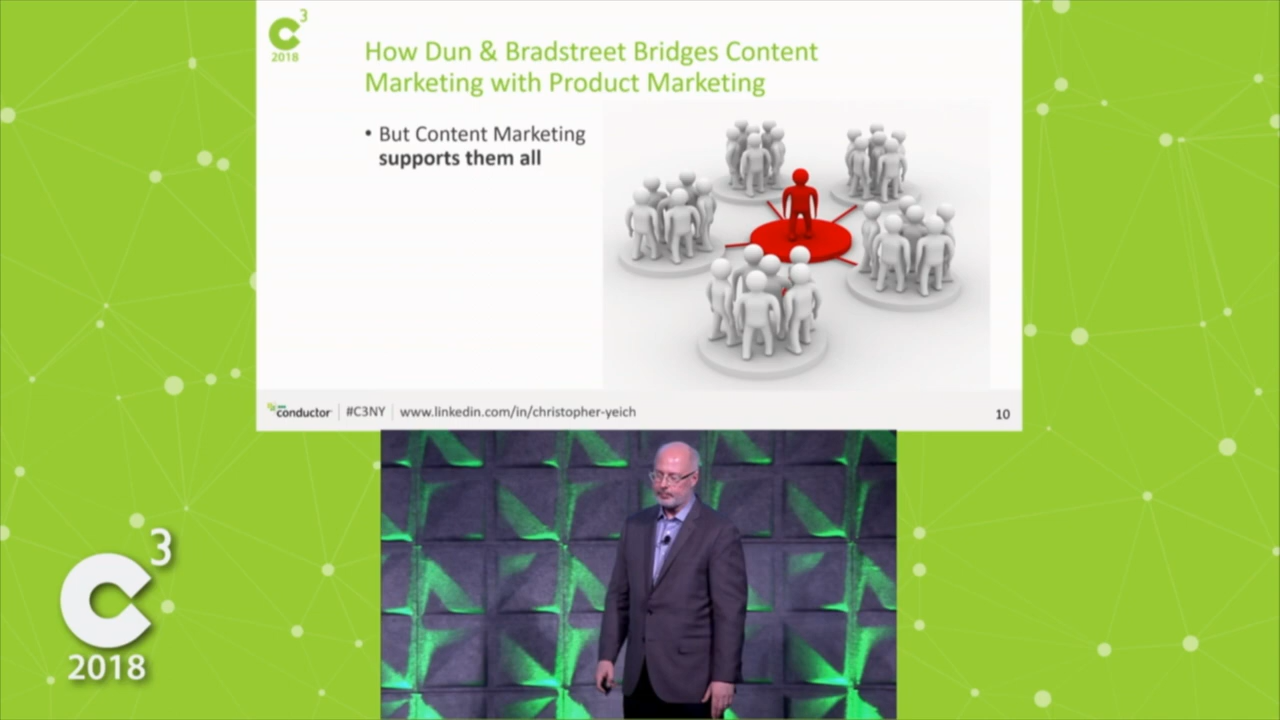 C3
2018
How Dun & Bradstreet Bridges Content
Marketing with Product Marketing
• But Content Marketing
supports them all
conductor
#C3NY
www.linkedin.com/in/christopher-yeich
10
C3
2018